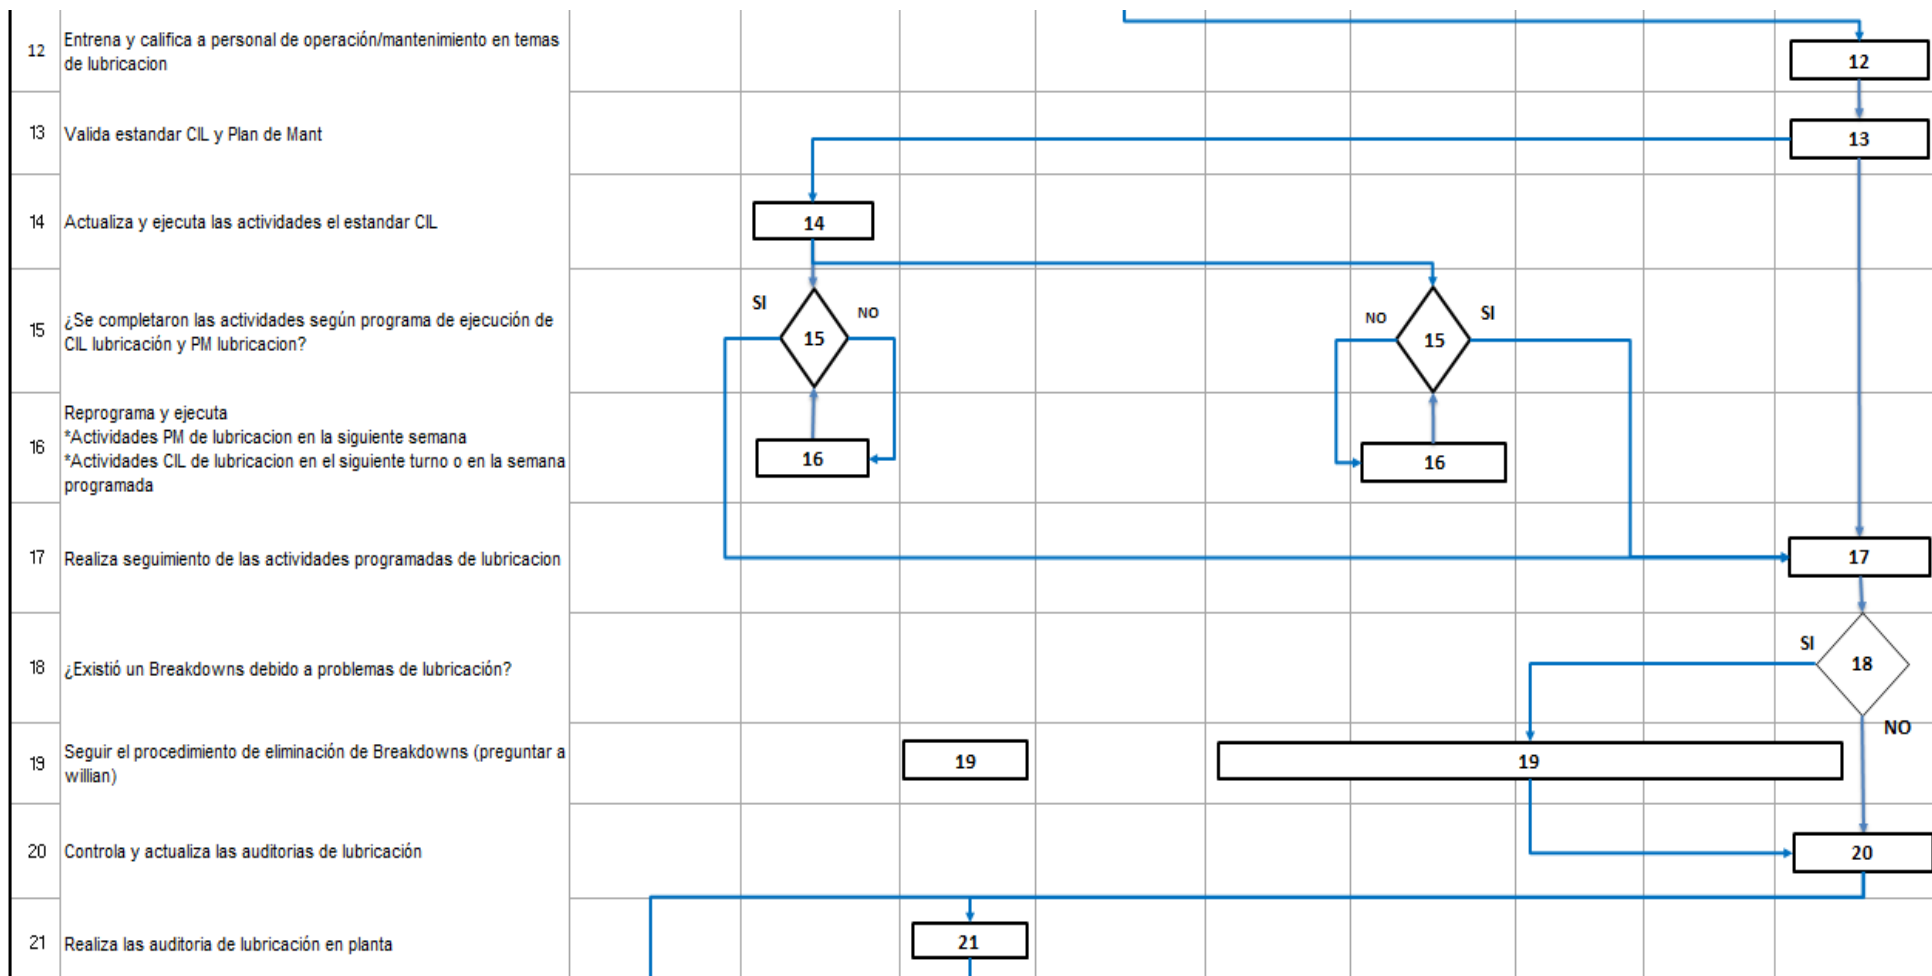 12
Entrena y califica a personal de operación/mantenimiento en temas
de lubricacion
12
13
Valida estandar CIL y Plan de Mant
13
14
Actualiza y ejecuta las actividades el estandar CIL
14
15
¿Se completaron las actividades según programa de ejecución de
CIL lubricación y PM lubricacion?
SI
NO
15
NO
SI
15
16
Reprograma y ejecuta
*Actividades PM de lubricacion en la siguiente semana
*Actividades CIL de lubricacion en el siguiente turno o en la semana
programada
16
16
17
Realiza seguimiento de las actividades programadas de lubricacion
17
18
¿Existió un Breakdowns debido a problemas de lubricación?
SI
18
NO
19
Seguir el procedimiento de eliminación de Breakdowns (preguntar a
willian)
19
19
20
Controla y actualiza las auditorias de lubricación
20
21
Realiza las auditoria de lubricación en planta
21